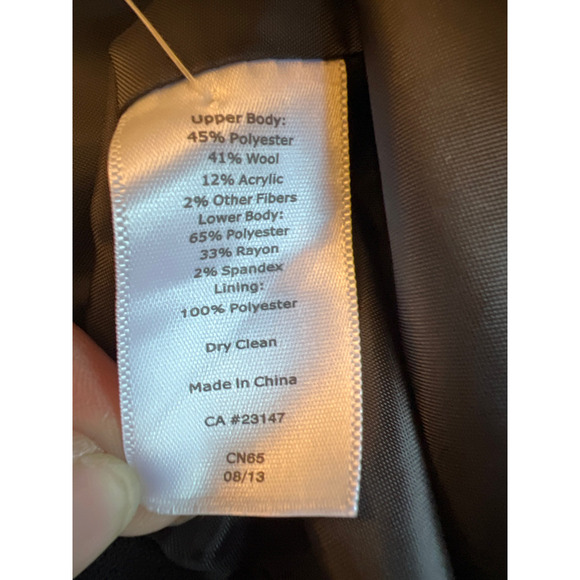 Upper Body:
45% Polyester
41% Wool
12% Acrylic
2% Other Fibers
Lower Body:
65% Polyester
33% Rayon
2% Spandex
Lining:
100% Polyester
Dry Clean
Made In China
CA #23147
CN65
08/13